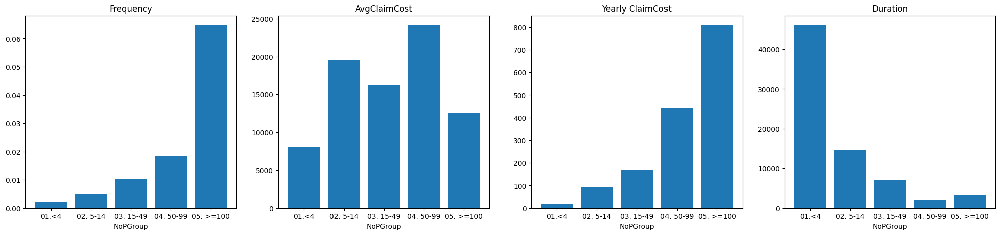 Frequency
0.06
0.05
0.04
0.03
0.02
0.01
0.00
01.<4 02. 5-14 03. 15-49 04. 50-99 05. >=100
NoPGroup
AvgClaimCost
25000
20000
15000
10000
5000
0
01.<4 02. 5-14 03. 15-49 04. 50-99 05. >=100
NoPGroup
Yearly ClaimCost
800
700
600
500
400
300
200
100
0
01.<4 02. 5-14 03. 15-49 04. 50-99 05. >=100
NoPGroup
Duration
40000
30000
20000
10000
0
01.<4 02. 5-14 03. 15-49 04. 50-99 05. >=100
NoPGroup